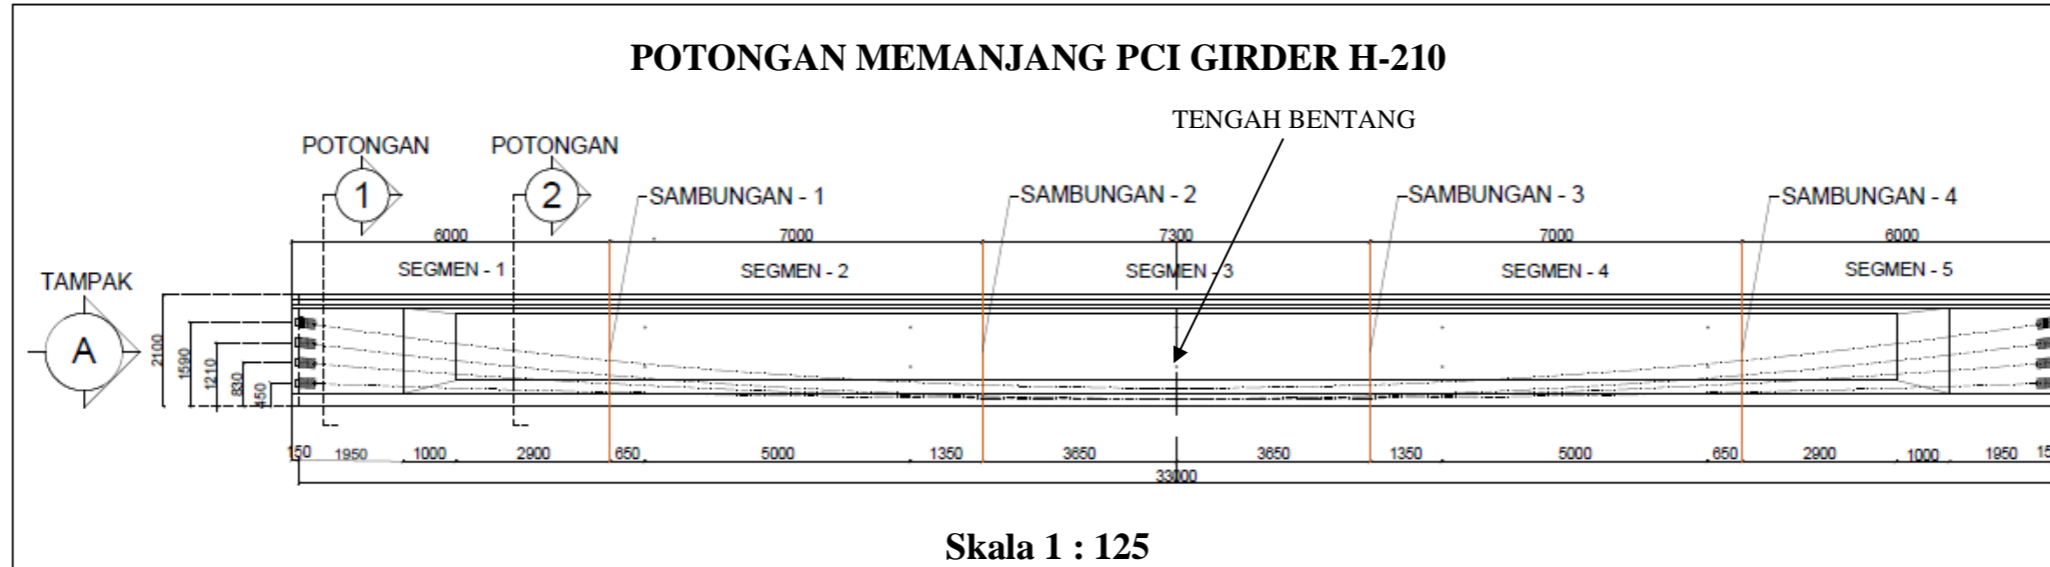 POTONGAN MEMANJANG PCI GIRDER H-210
TENGAH BENTANG
POTONGAN POTONGAN
1 2
SAMBUNGAN - 1 SAMBUNGAN - 2 SAMBUNGAN - 3 SAMBUNGAN - 4
6000 7000 7300 7000 6000
SEGMEN - 1 SEGMEN - 2 SEGMEN - 3 SEGMEN - 4 SEGMEN - 5
TAMPAK
A
2100 1590 1210 830 450
150 1950 1000 2900 650 5000 1350 3650 3650 1350 5000 650 2900 1000 1950 15
33000
Skala 1 : 125